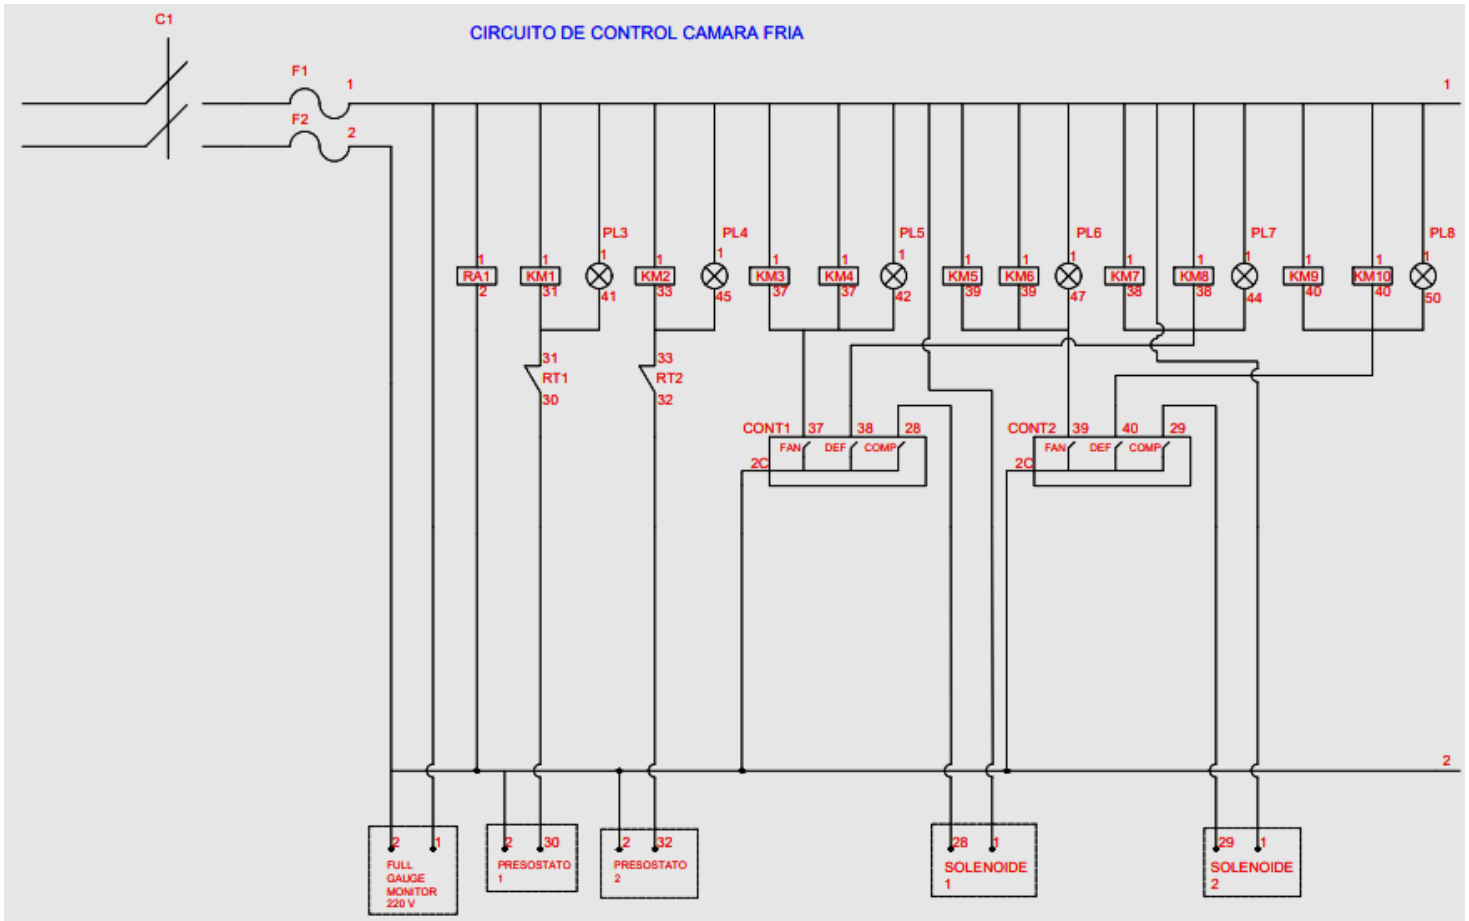 C1
CIRCUITO DE CONTROL CAMARA FRIA
F1
1
1
F2
2
PL3
PL4
PL5
PL6
PL7
PL8
1 1 1 1 1 1 1 1 1 1 1 1 1 1 1 1 1
RA1 KM1 KM2 KM3 KM4 KM5 KM6 KM7 KM8 KM9 KM10
2 31 41 33 45 37 37 42 39 39 47 38 38 44 40 40 50
31
RT1
30
33
RT2
32
CONT1 37 38 28
FAN DEF COMP
2C
CONT2 39 40 29
FAN DEF COMP
2C
2
2 1
FULL
GAUGE
MONITOR
220 V
2 30
PRESOSTATO
1
2 32
PRESOSTATO
2
28 1
SOLENOIDE
1
29 1
SOLENOIDE
2